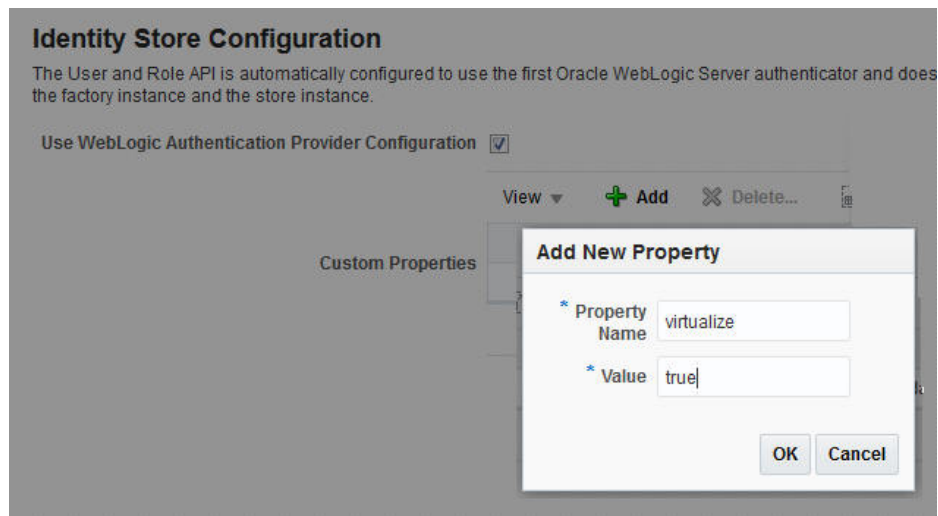 Identity Store Configuration
The User and Role API is automatically configured to use the first Oracle WebLogic Server authenticator and does
the factory instance and the store instance.
Use WebLogic Authentication Provider Configuration
View Add Delete...
Custom Properties
Add New Property
* Property Name virtualize
* Value true
OK Cancel